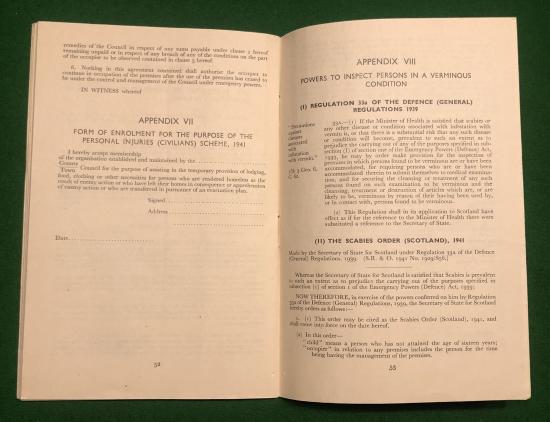 remedies of the Council in respect of any sums payable under clause 2 hereof
remaining unpaid or in respect of any breach of any of the conditions on the part
of the occupier to be observed contained in clause 3 hereof.
6. Nothing in this agreement contained shall authorise the occupier to
continue in occupation of the premises after the use of the premises has ceased to
be under the control and management of the Council under emergency powers.
IN WITNESS whereof
APPENDIX VII
FORM OF ENROLMENT FOR THE PURPOSE OF THE
PERSONAL INJURIES (CIVILIANS) SCHEME, 1941
I hereby accept membership
of the organisation established and maintained by the
County
Town Council for the purpose of assisting in the temporary provision of lodging,
food, clothing or other necessities for persons who are rendered homeless as the
result of enemy action or who have left their homes in consequence or apprehension
of enemy action or who are transferred in pursuance of an evacuation plan.
Signed
Address
Date
52
APPENDIX VIII
POWERS TO INSPECT PERSONS IN A VERMINOUS
CONDITION
(I) REGULATION 33A OF THE DEFENCE (GENERAL)
REGULATIONS 1939
diseases
associated
with
infestation
with vermin."
33A—(1) If the Minister of Health is satisfied that scabies or
any other disease or condition associated with infestation with
vermin is, or that there is a substantial risk that any such disease
or condition will become, prevalent to such an extent as to
prejudice the carrying out of any of the purposes specified in sub-
section (1) of section one of the Emergency Powers (Defence) Act,
1939, he may by order make provision for the inspection of
premises in which persons found to be verminous are or have been
accommodated, for requiring persons who are or have been
accommodated therein to submit themselves to medical examina-
tion, and for securing the cleansing or treatment of any such
persons found on such examination to be verminous and the
cleansing, treatment or destruction of articles which are, or are
likely to be, verminous by reason of their having been used by,
or in contact with, persons found to be verminous.
(2) This Regulation shall in its application to Scotland have
effect as if for the reference to the Minister of Health there were
substituted a reference to the Secretary of State.
(II) THE SCABIES ORDER (SCOTLAND), 1941
Made by the Secretary of State for Scotland under Regulation 33A of the Defence
(General) Regulations, 1939. (S.R. & O. 1941 No.
Whereas the Secretary of State for Scotland is satisfied that Scabies is prevalent
to such an extent as to prejudice the carrying out of the purposes specified in
subsection (1) of section 1 of the Emergency Powers (Defence) Act, 1939:
NOW THEREFORE, in exercise of the powers conferred on him by Regulation
33A of the Defence (General) Regulations, 1939, the Secretary of State for Scotland
hereby orders as follows:—
1. (1) This order may be cited as the Scabies Order (Scotland), 1941, and
shall come into force on the date hereof.
(2) In this order—
"child" means a person who has not attained the age of sixteen years;
"occupier" in relation to any premises includes the person for the time
being having the management of the premises.
53